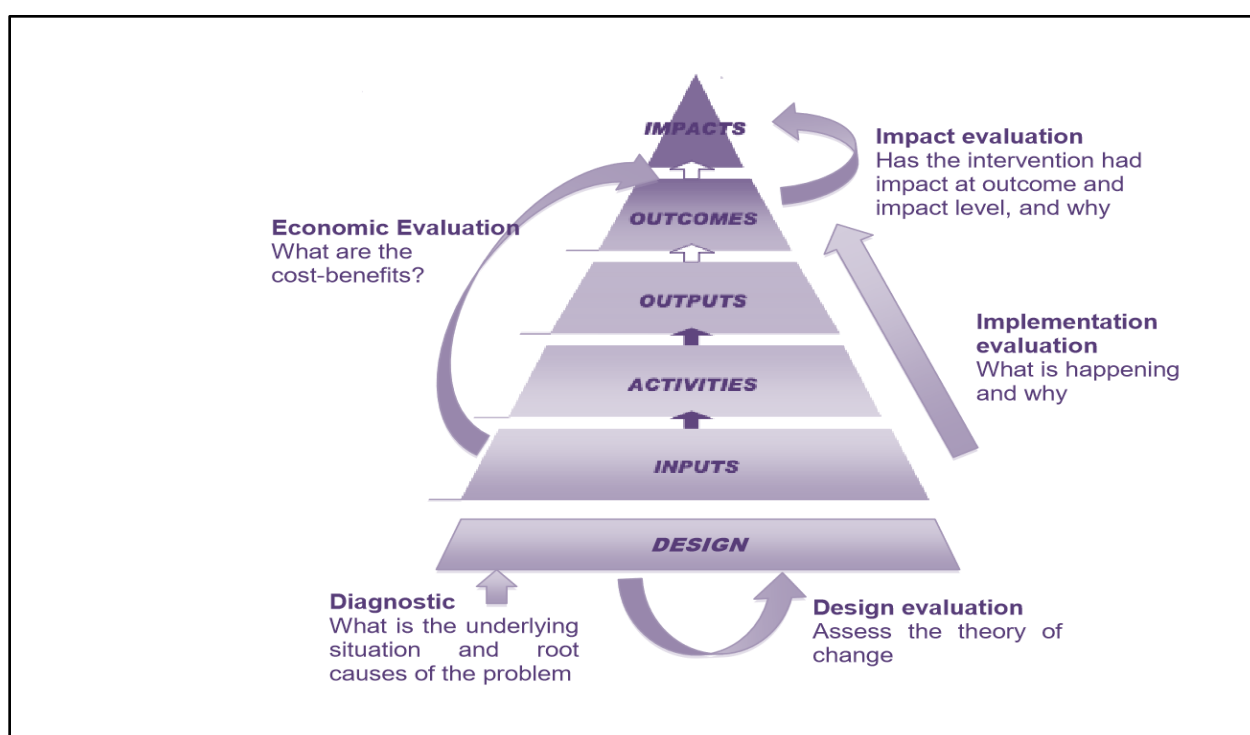 IMPACTS
Impact evaluation
Has the intervention had
impact at outcome and
impact level, and why
Economic Evaluation
What are the
cost-benefits?
OUTCOMES
OUTPUTS
Implementation
evaluation
What is happening
and why
ACTIVITIES
INPUTS
DESIGN
Diagnostic
What is the underlying
situation and root
causes of the problem
Design evaluation
Assess the theory of
change